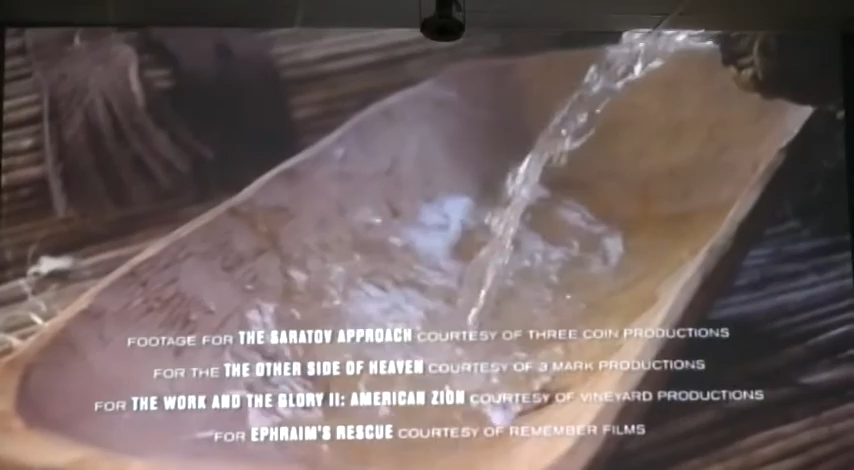 FOOTAGE FOR THE SARATOV APPROACH COURTESY OF THREE COIN PRODUCTIONS
FOR THE THE OTHER SIDE OF HEAVEN COURTESY OF 3 MARK PRODUCTIONS
FOR THE WORK AND THE GLORY II: AMERICAN ZION COURTESY OF VINEYARD PRODUCTIONS
FOR EPHRAIM'S RESCUE COURTESY OF REMEMBER FILMS